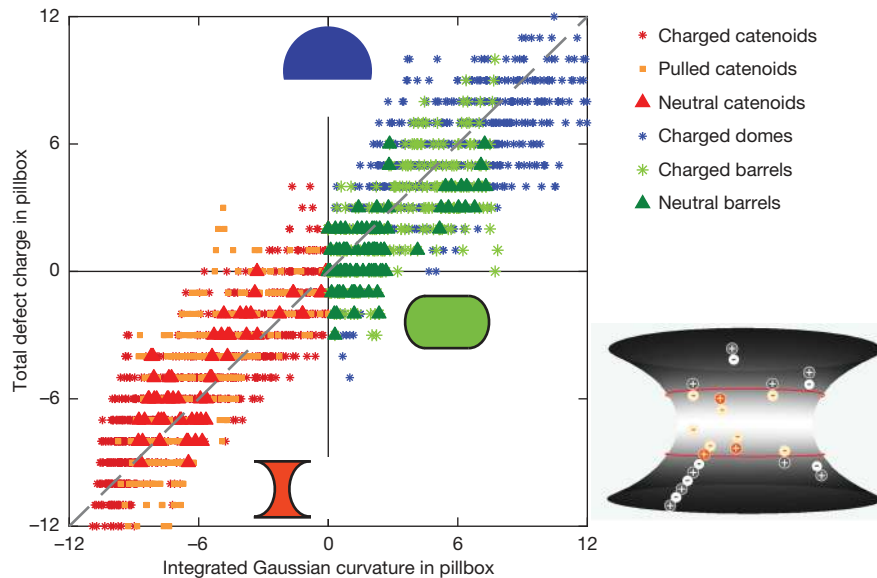 Total defect charge in pillbox
12
6
0
−6
−12
−12
−6
0
6
12
Integrated Gaussian curvature in pillbox
Charged catenoids
Pulled catenoids
Neutral catenoids
Charged domes
Charged barrels
Neutral barrels